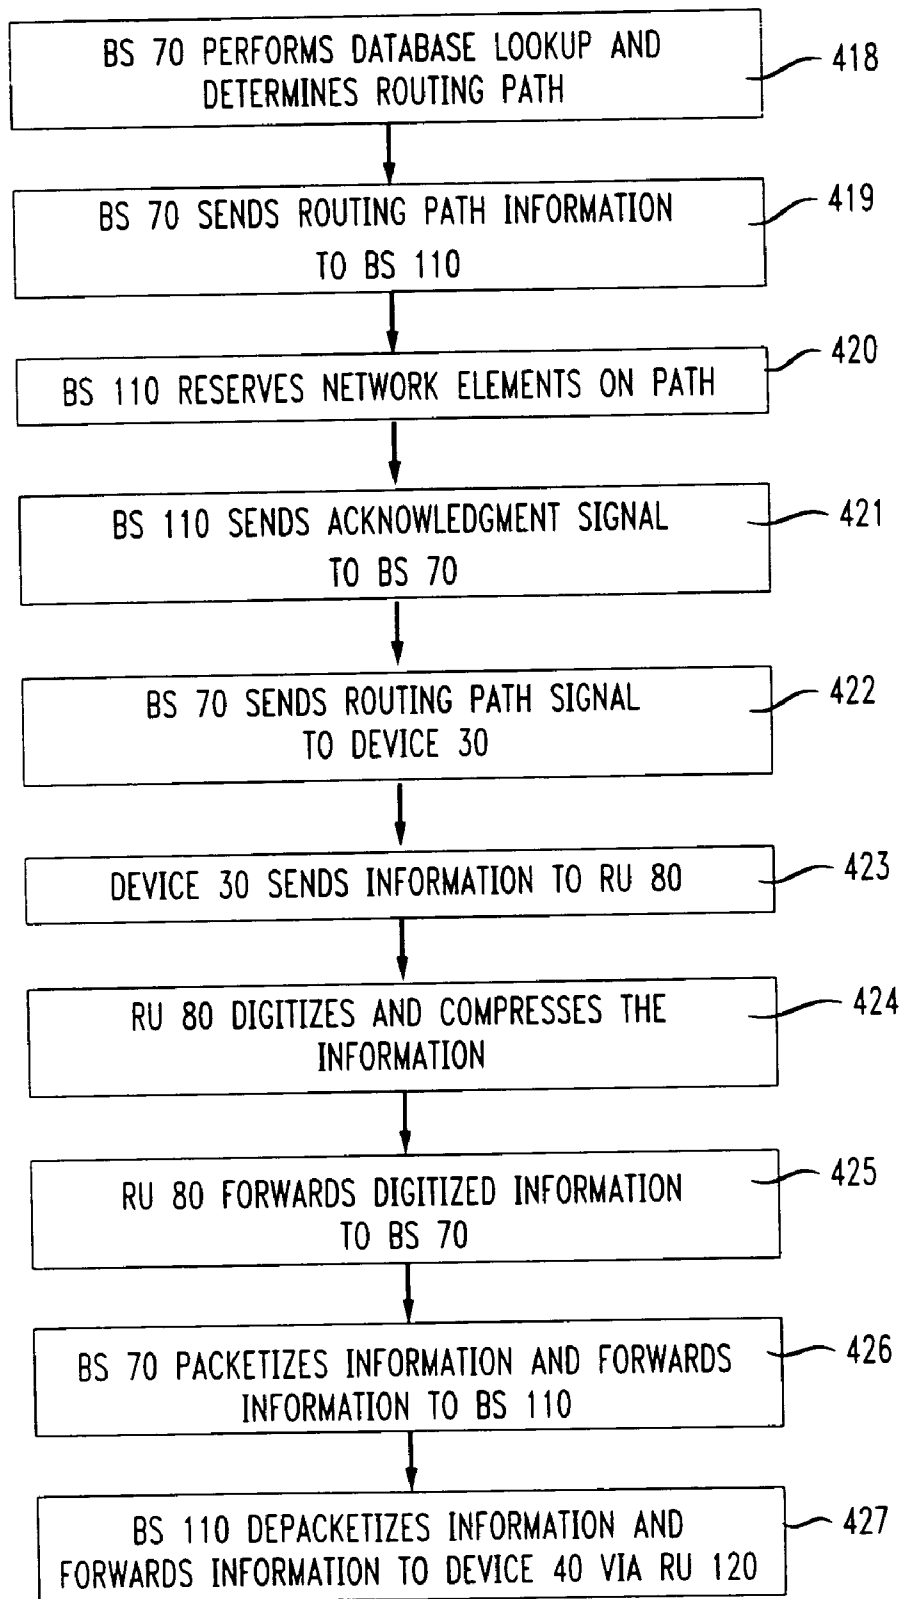 BS 70 PERFORMS DATABASE LOOKUP AND
DETERMINES ROUTING PATH
418
BS 70 SENDS ROUTING PATH INFORMATION
TO BS 110
419
BS 110 RESERVES NETWORK ELEMENTS ON PATH
420
BS 110 SENDS ACKNOWLEDGMENT SIGNAL
TO BS 70
421
BS 70 SENDS ROUTING PATH SIGNAL
TO DEVICE 30
422
DEVICE 30 SENDS INFORMATION TO RU 80
423
RU 80 DIGITIZES AND COMPRESSES THE
INFORMATION
424
RU 80 FORWARDS DIGITIZED INFORMATION
TO BS 70
425
BS 70 PACKETIZES INFORMATION AND FORWARDS
INFORMATION TO BS 110
426
BS 110 DEPACKETIZES INFORMATION AND
FORWARDS INFORMATION TO DEVICE 40 VIA RU 120
427